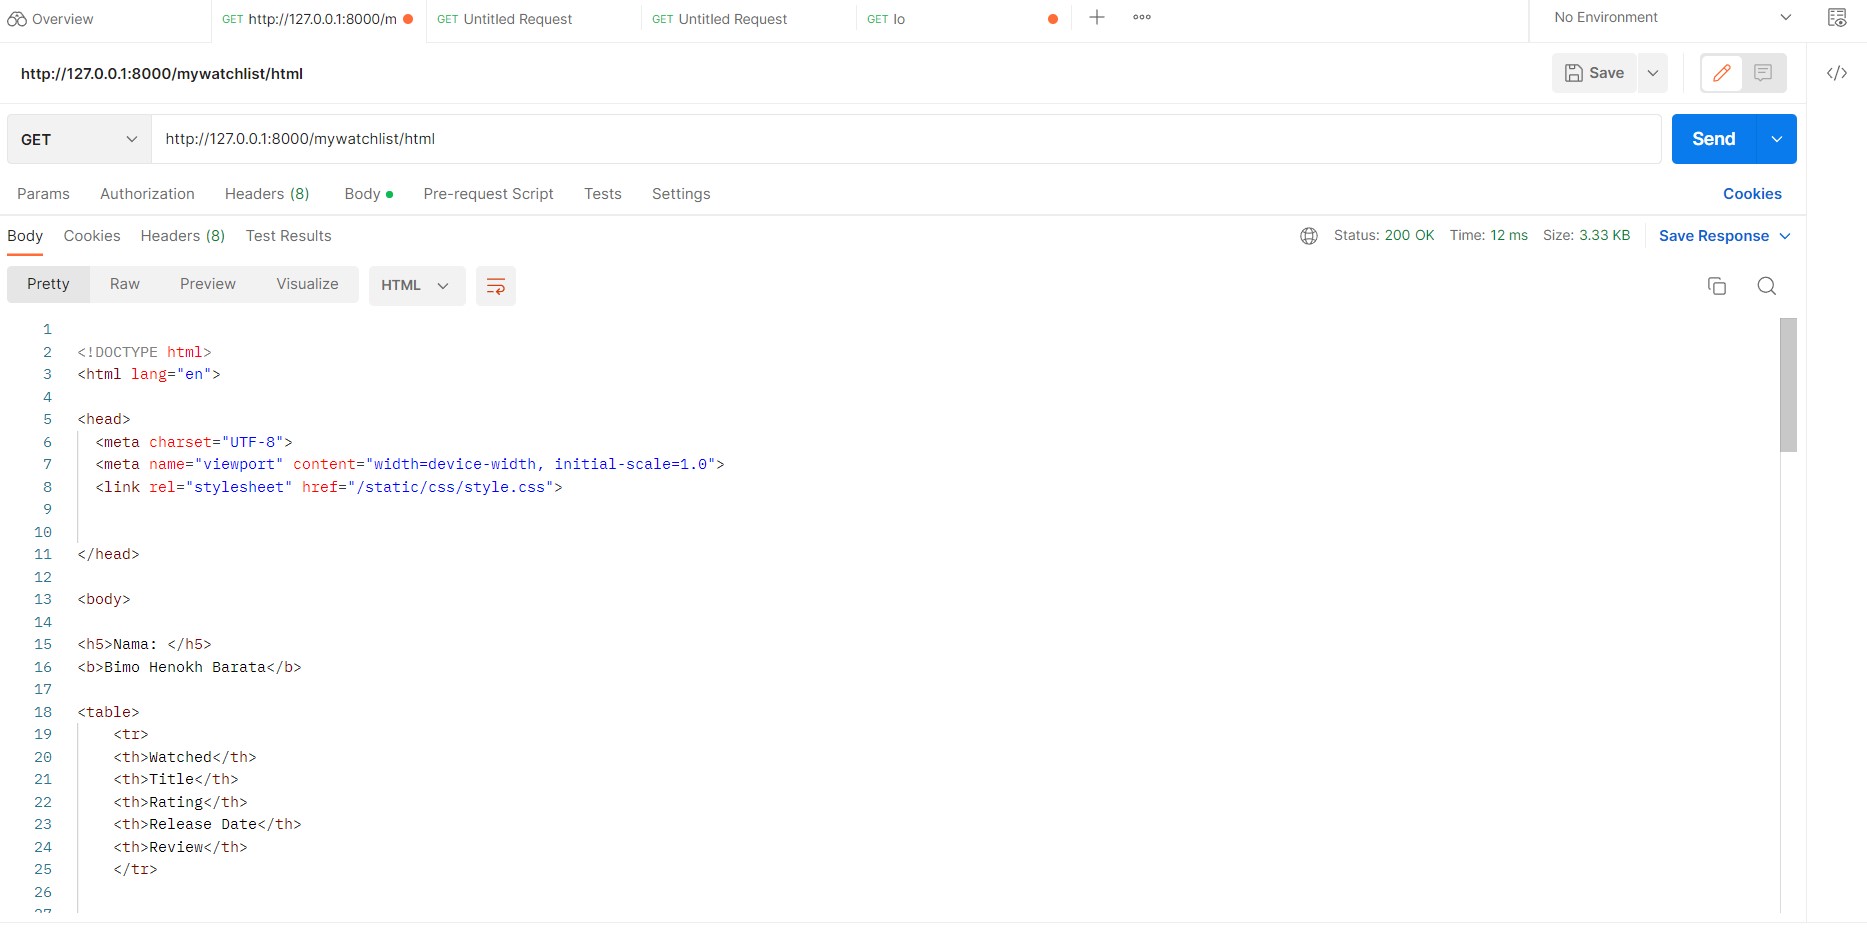 Overview
GET http://127.0.0.1:8000/m
GET Untitled Request
GET Untitled Request
GET lo
No Environment
http://127.0.0.1:8000/mywatchlist/html
Save
</>
GET
http://127.0.0.1:8000/mywatchlist/html
Send
Params Authorization Headers (8) Body Pre-request Script Tests Settings
Cookies
Body Cookies Headers (8) Test Results
Status: 200 OK Time: 12 ms Size: 3.33 KB Save Response
Pretty Raw Preview Visualize HTML
1
2 <!DOCTYPE html>
3 <html lang="en">
4
5 <head>
6 <meta charset="UTF-8">
7 <meta name="viewport" content="width=device-width, initial-scale=1.0">
8 <link rel="stylesheet" href="/static/css/style.css">
9
10
11 </head>
12
13 <body>
14
15 <h5>Nama: </h5>
16 <b>Bimo Henokh Barata</b>
17
18 <table>
19 <tr>
20 <th>Watched</th>
21 <th>Title</th>
22 <th>Rating</th>
23 <th>Release Date</th>
24 <th>Review</th>
25 </tr>
26
27